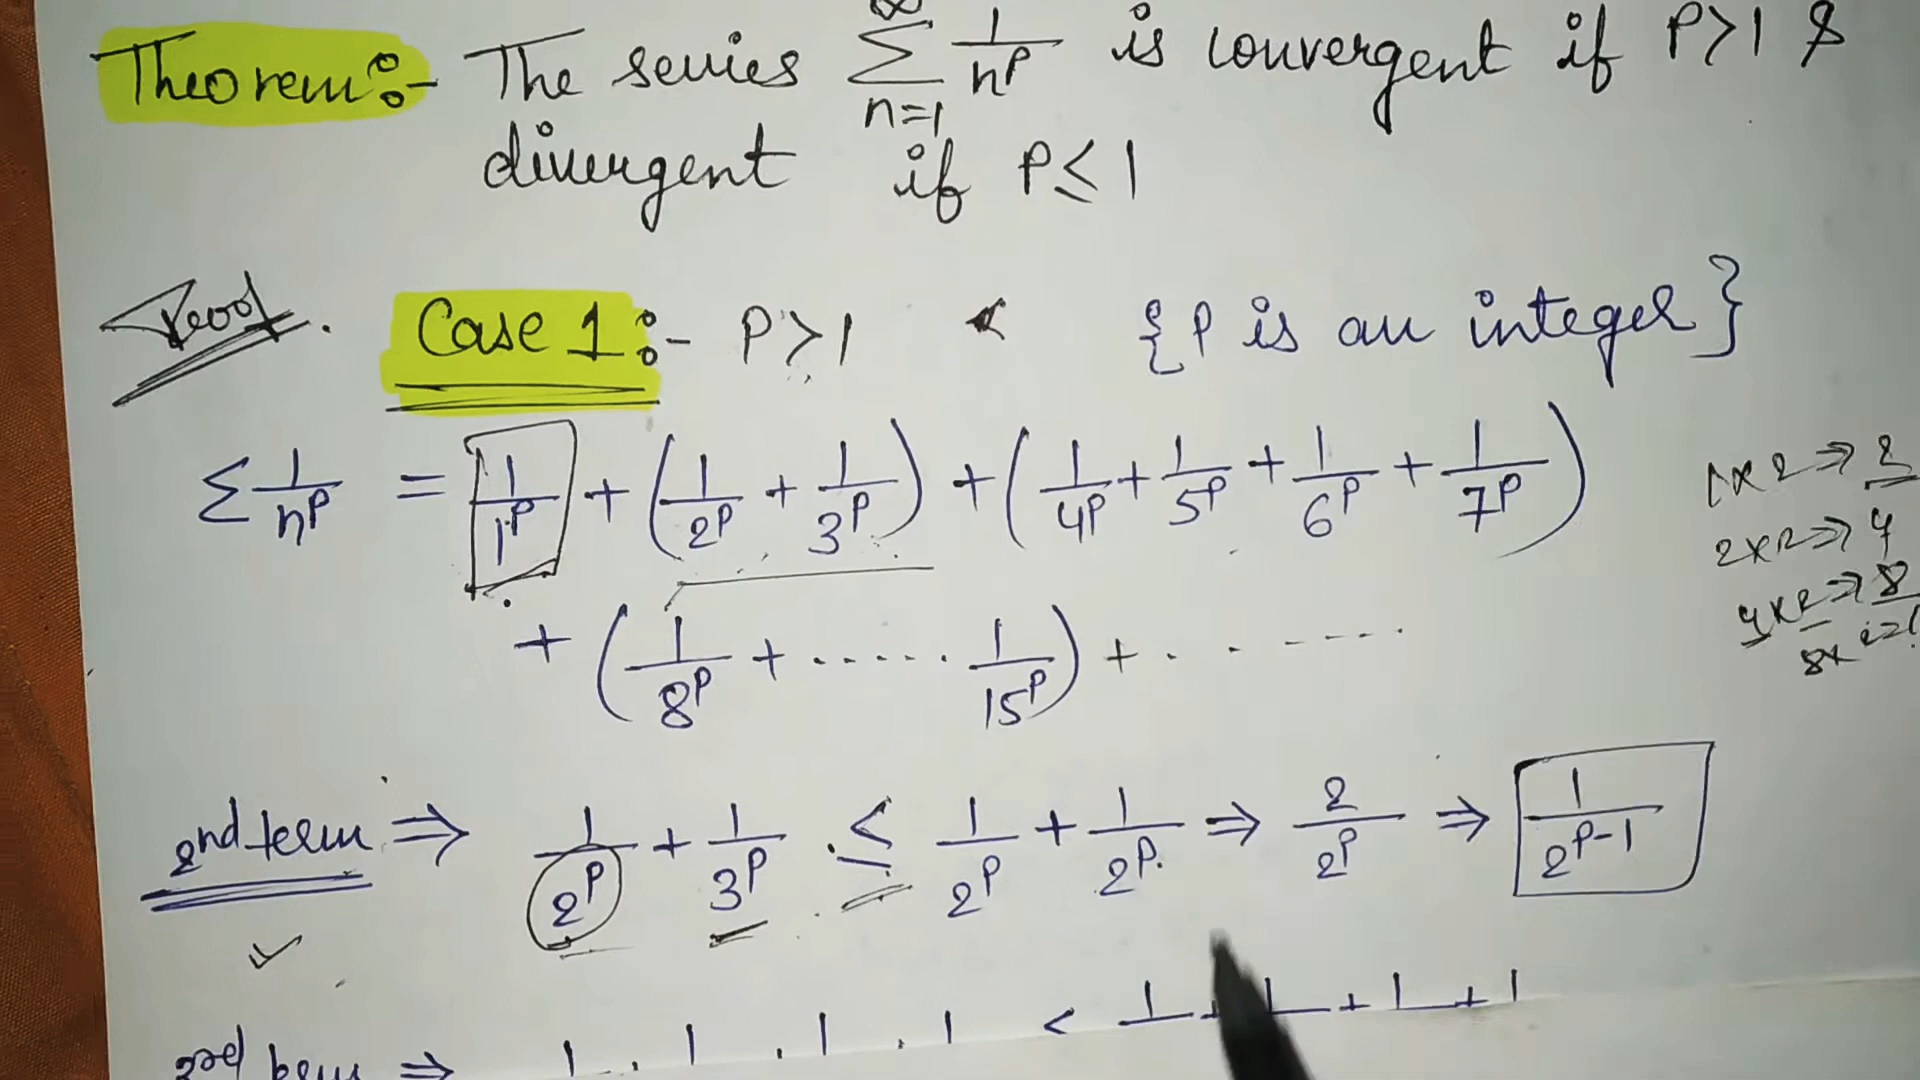 Theorem:- The series ∞ Σ n=1 1/n^p is convergent if P>1 &
divergent if P≤1
Proof. Case 1:- P>1 {P is an integer}
Σ 1/n^p = 1/1^p + (1/2^p + 1/3^p) + (1/4^p + 1/5^p + 1/6^p + 1/7^p)
1×2⇒2
2×2⇒4
4×2⇒8
+ (1/8^p + ..... 1/15^p) + . . -----
2nd term ⇒ 1/2^p + 1/3^p ≤ 1/2^p + 1/2^p ⇒ 2/2^p ⇒ 1/2^(p-1)
3rd term ⇒